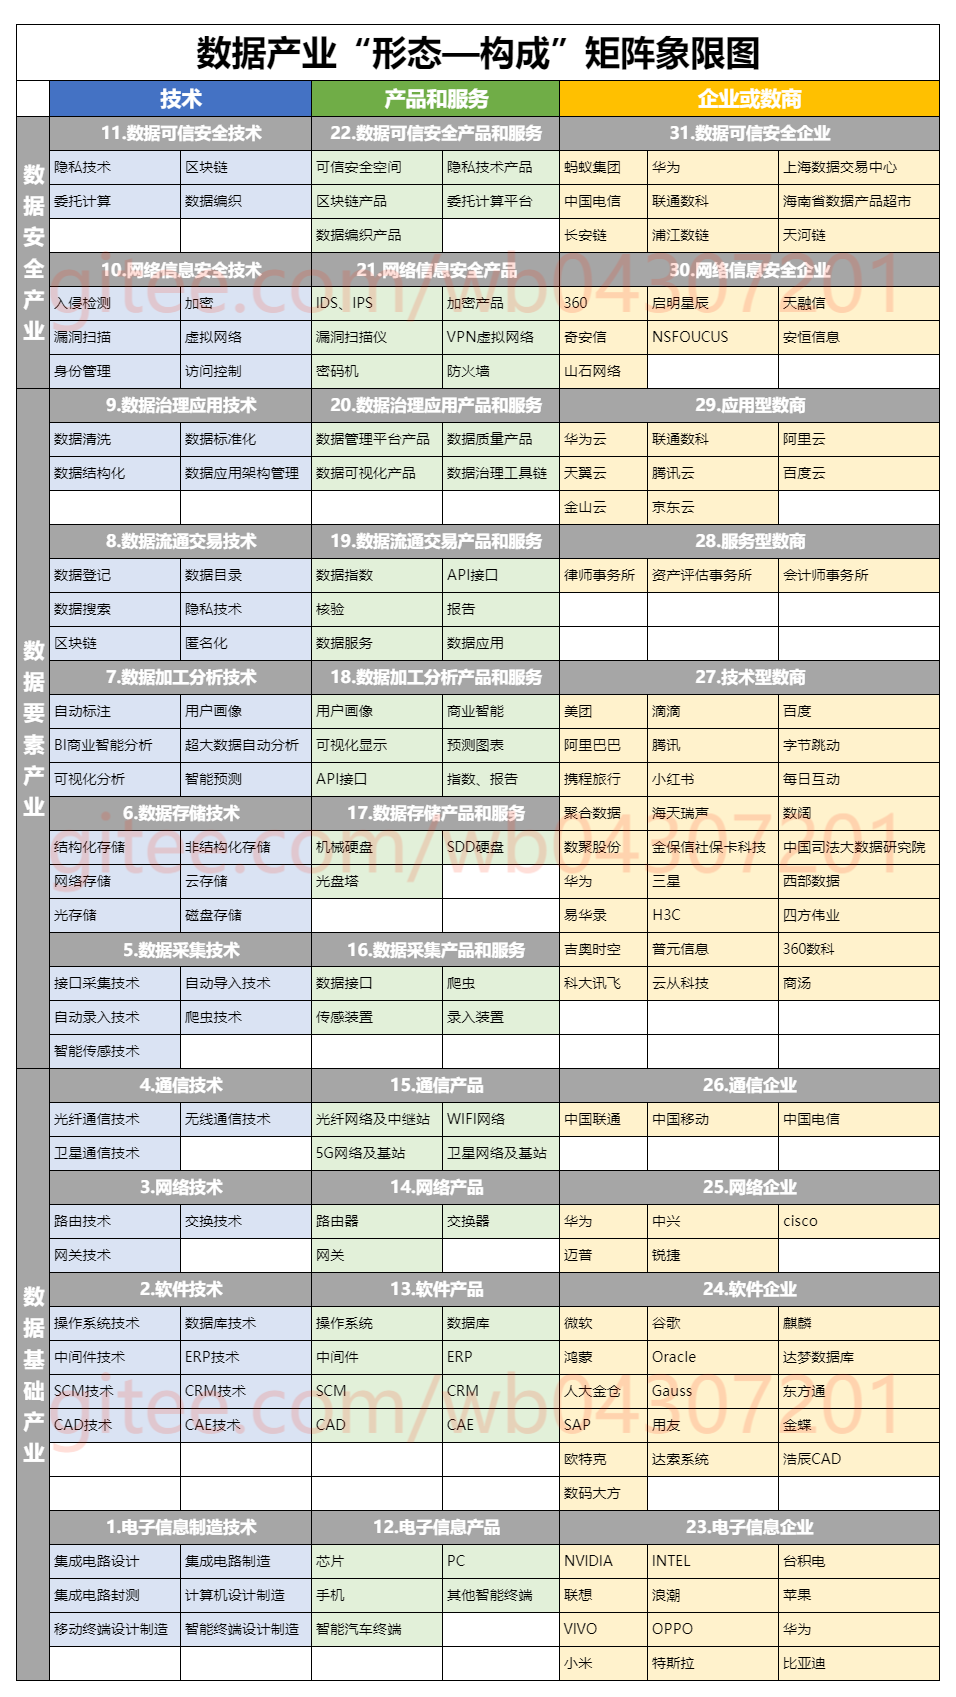 数据产业“形态—构成”矩阵象限图
技术 产品和服务 企业或数商
数据安全产业
11.数据可信安全技术 22.数据可信安全产品和服务 31.数据可信安全企业
隐私技术 区块链 可信安全空间 隐私技术产品 蚂蚁集团 华为 上海数据交易中心
委托计算 数据编织 区块链产品 委托计算平台 中国电信 联通数科 海南省数据产品超市
数据编织产品 长安链 浦江数链 天河链
10.网络信息安全技术 21.网络信息安全产品 30.网络信息安全企业
gitee.com/wb04307201
入侵检测 加密 IDS、IPS 加密产品 360 启明星辰 天融信
漏洞扫描 虚拟网络 漏洞扫描仪 VPN虚拟网络 奇安信 NSFOUCUS 安恒信息
身份管理 访问控制 密码机 防火墙 山石网络
数据要素产业
9.数据治理应用技术 20.数据治理应用产品和服务 29.应用型数商
数据清洗 数据标准化 数据管理平台产品 数据质量产品 华为云 联通数科 阿里云
数据结构化 数据应用架构管理 数据可视化产品 数据治理工具链 天翼云 腾讯云 百度云
金山云 京东云
8.数据流通交易技术 19.数据流通交易产品和服务 28.服务型数商
数据登记 数据目录 数据指数 API接口 律师事务所 资产评估事务所 会计师事务所
数据搜索 隐私技术 核验 报告
区块链 匿名化 数据服务 数据应用
7.数据加工分析技术 18.数据加工分析产品和服务 27.技术型数商
自动标注 用户画像 用户画像 商业智能 美团 滴滴 百度
BI商业智能分析 超大数据自动分析 可视化显示 预测图表 阿里巴巴 腾讯 字节跳动
可视化分析 智能预测 API接口 指数、报告 携程旅行 小红书 每日互动
6.数据存储技术 17.数据存储产品和服务 聚合数据 海天瑞声 数阔
gitee.com/wb04307201
结构化存储 非结构化存储 机械硬盘 SDD硬盘 数聚股份 金保信社保卡科技 中国司法大数据研究院
网络存储 云存储 光盘塔 华为 三星 西部数据
光存储 磁盘存储 易华录 H3C 四方伟业
5.数据采集技术 16.数据采集产品和服务 吉奥时空 普元信息 360数科
接口采集技术 自动导入技术 数据接口 爬虫 科大讯飞 云从科技 商汤
自动录入技术 爬虫技术 传感装置 录入装置
智能传感技术
数据基础产业
4.通信技术 15.通信产品 26.通信企业
光纤通信技术 无线通信技术 光纤网络及中继站 WIFI网络 中国联通 中国移动 中国电信
卫星通信技术 5G网络及基站 卫星网络及基站
3.网络技术 14.网络产品 25.网络企业
路由技术 交换技术 路由器 交换器 华为 中兴 cisco
网关技术 网关 迈普 锐捷
2.软件技术 13.软件产品 24.软件企业
操作系统技术 数据库技术 操作系统 数据库 微软 谷歌 麒麟
中间件技术 ERP技术 中间件 ERP 鸿蒙 Oracle 达梦数据库
SCM技术 CRM技术 SCM CRM 人大金仓 Gauss 东方通
gitee.com/wb04307201
CAD技术 CAE技术 CAD CAE SAP 用友 金蝶
欧特克 达索系统 浩辰CAD
数码大方
1.电子信息制造技术 12.电子信息产品 23.电子信息企业
集成电路设计 集成电路制造 芯片 PC NVIDIA INTEL 台积电
集成电路封测 计算机设计制造 手机 其他智能终端 联想 浪潮 苹果
移动终端设计制造 智能终端设计制造 智能汽车终端 VIVO OPPO 华为
小米 特斯拉 比亚迪